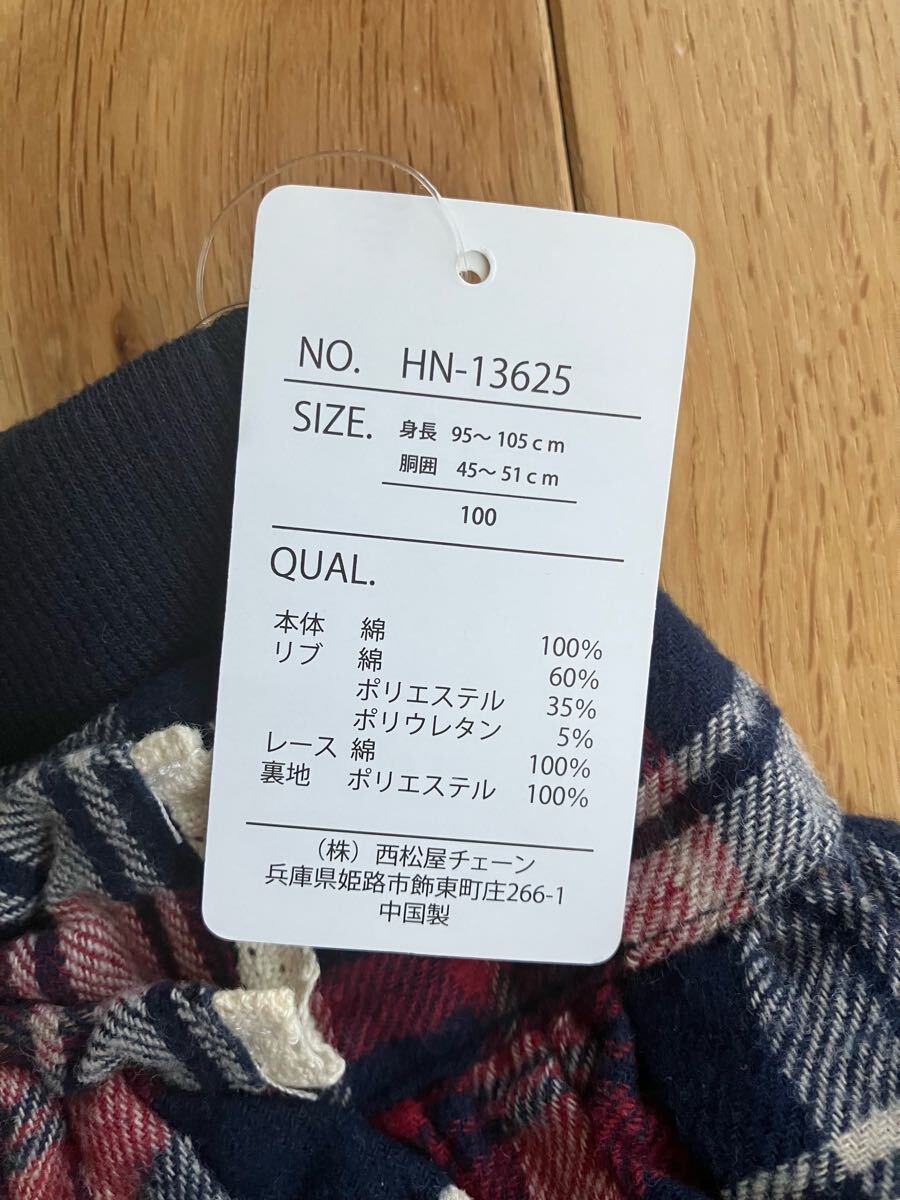 NO. HN-13625
SIZE. 身長 95〜105cm
胴囲 45〜51cm
100
QUAL.
本体 綿 100%
リブ 綿 60%
ポリエステル 35%
ポリウレタン 5%
レース 綿 100%
裏地 ポリエステル 100%
（株）西松屋チェーン
兵庫県姫路市飾東町庄266-1
中国製